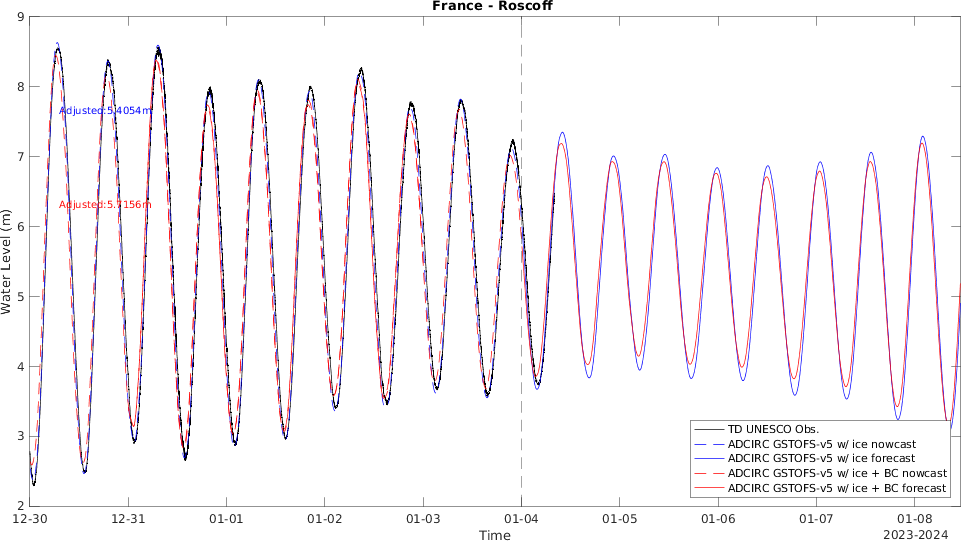 France - Roscoff
9
8
7
6
5
4
3
2
Water Level (m)
Adjusted:5.4054m
Adjusted:5.7156m
TD UNESCO Obs.
ADCIRC GSTOFS-v5 w/ ice nowcast
ADCIRC GSTOFS-v5 w/ ice forecast
ADCIRC GSTOFS-v5 w/ ice + BC nowcast
ADCIRC GSTOFS-v5 w/ ice + BC forecast
12-30 12-31 01-01 01-02 01-03 01-04 01-05 01-06 01-07 01-08
Time
2023-2024